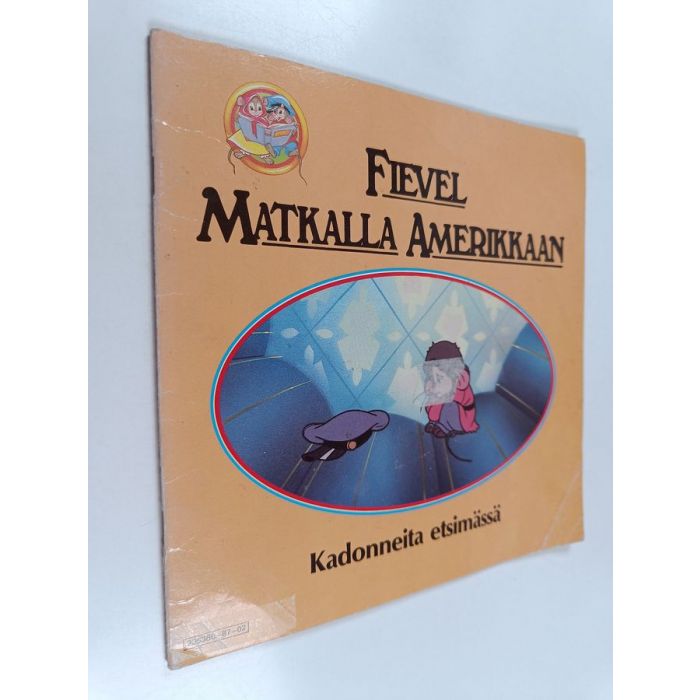 FIEVEL
MATKALLA AMERIKKAAN
Kadonneita etsimässä